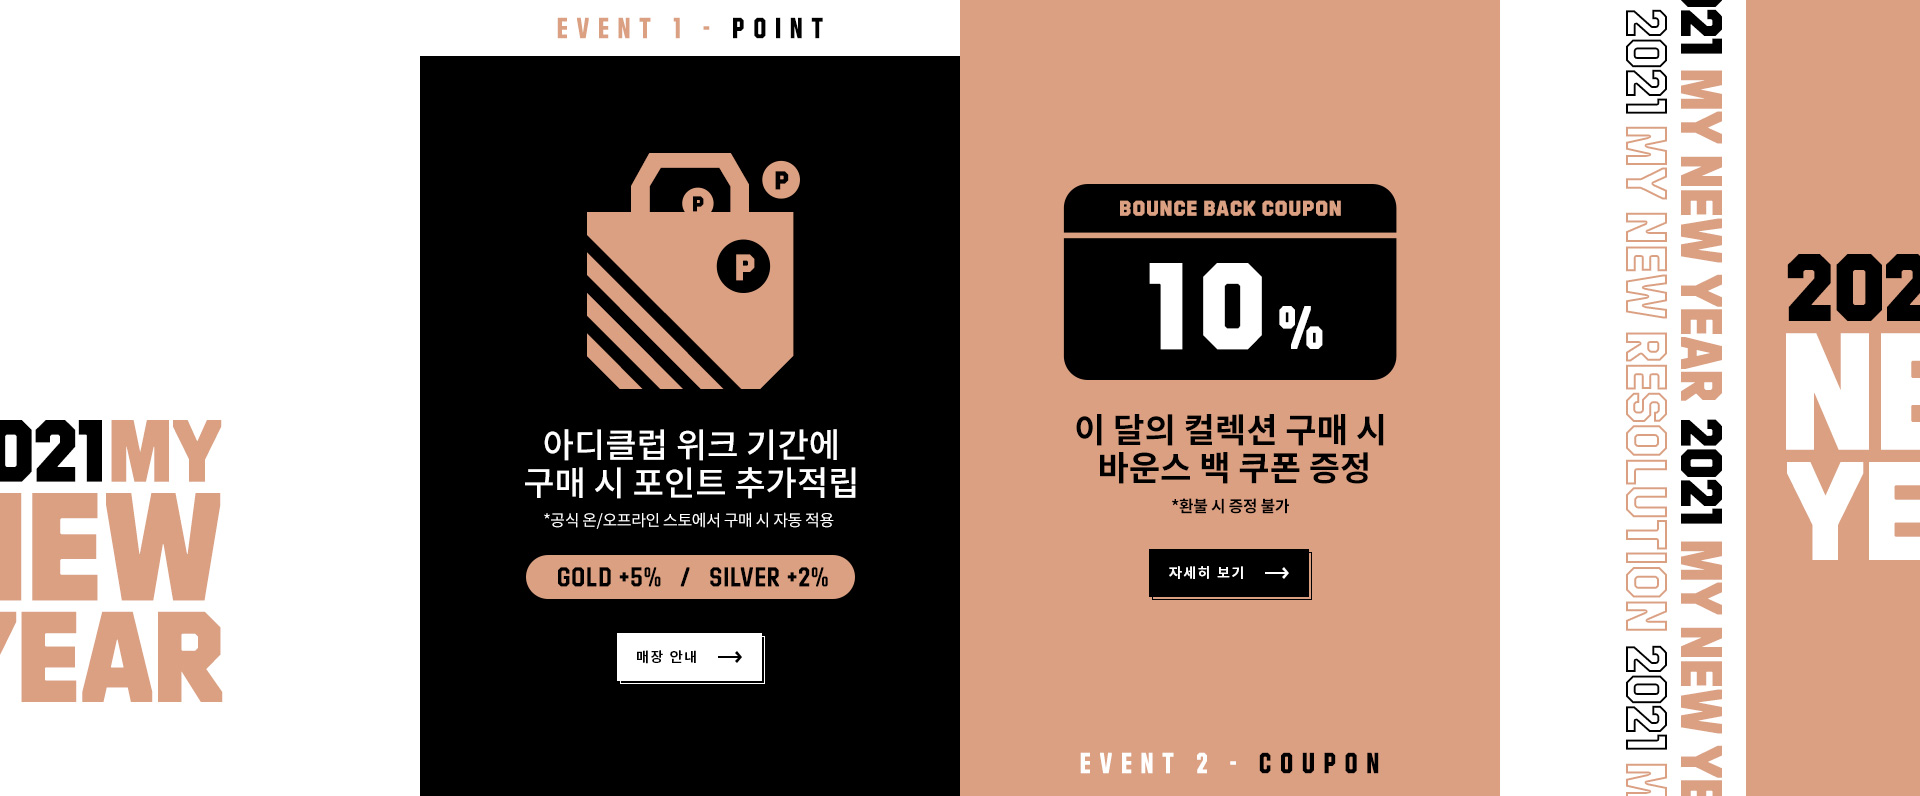 2021 MY
NEW
YEAR
EVENT 1 - POINT
P
P
P
아디클럽 위크 기간에
구매 시 포인트 추가적립
*공식 온/오프라인 스토에서 구매 시 자동 적용
GOLD +5% / SILVER +2%
매장 안내
BOUNCE BACK COUPON
10%
이 달의 컬렉션 구매 시
바운스 백 쿠폰 증정
*환불 시 증정 불가
자세히 보기
EVENT 2 - COUPON
2021 MY NEW RESOLUTION 2021 M
2021 MY NEW YEAR 2021 MY NEW YE
202
NE
YE